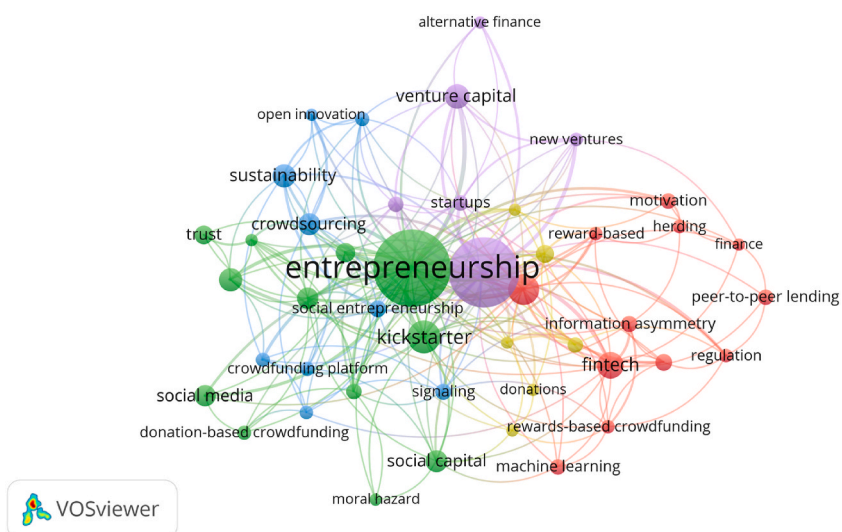 alternative finance
venture capital
open innovation
new ventures
sustainability
startups
motivation
crowdsourcing
trust
reward-based
herding
finance
entrepreneurship
peer-to-peer lending
social entrepreneurship
information asymmetry
kickstarter
regulation
crowdfunding platform
fintech
social media
signaling
donations
donation-based crowdfunding
rewards-based crowdfunding
social capital
machine learning
moral hazard
VOSviewer